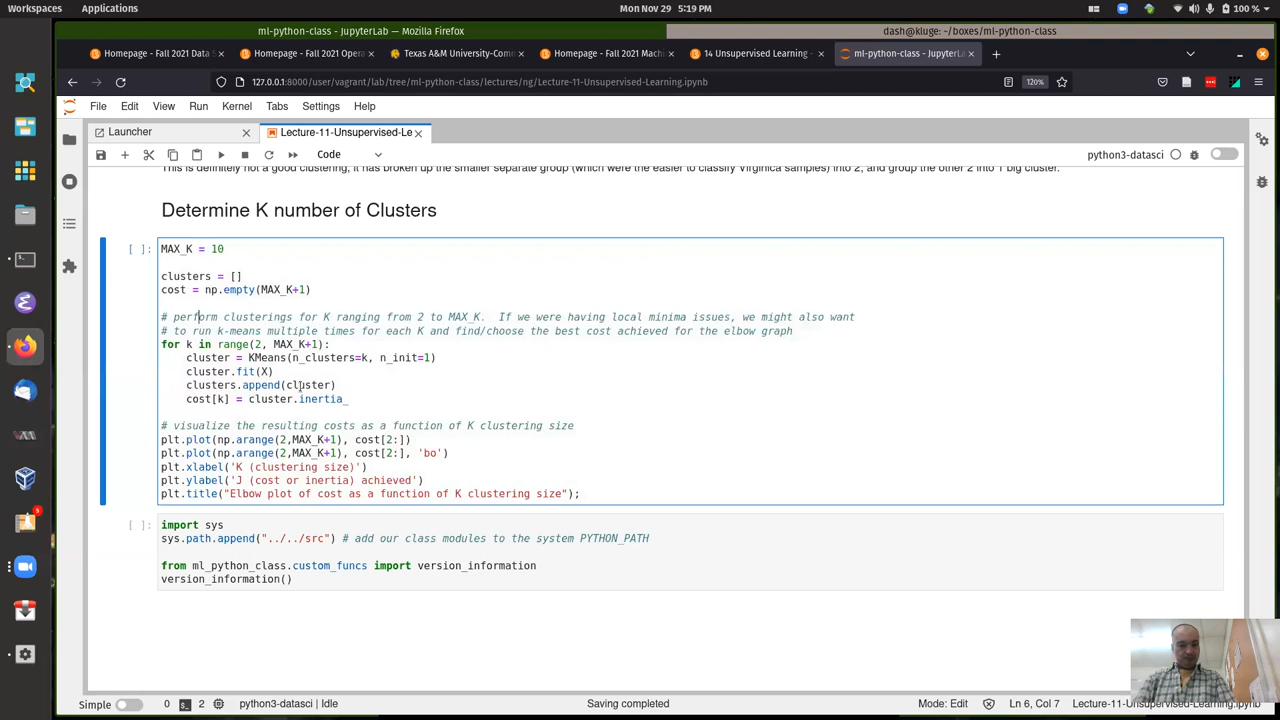 Workspaces Applications Mon Nov 29 5:19 PM 100 %
ml-python-class - JupyterLab — Mozilla Firefox dash@kluge: ~/boxes/ml-python-class
Homepage - Fall 2021 Data S Homepage - Fall 2021 Opera Texas A&M University-Comm Homepage - Fall 2021 Machi 14 Unsupervised Learning - ml-python-class - JupyterL
127.0.0.1:8000/user/vagrant/lab/tree/ml-python-class/lectures/ng/Lecture-11-Unsupervised-Learning.ipynb 120%
File Edit View Run Kernel Tabs Settings Help
Launcher Lecture-11-Unsupervised-Le
Code python3-datasci
This is definitely not a good clustering, it has broken up the smaller separate group (which were the easier to classify Virginica samples) into 2, and group the other 2 into 1 big cluster.
Determine K number of Clusters
[ ]: MAX_K = 10
clusters = []
cost = np.empty(MAX_K+1)
# perform clusterings for K ranging from 2 to MAX_K.  If we were having local minima issues, we might also want
# to run k-means multiple times for each K and find/choose the best cost achieved for the elbow graph
for k in range(2, MAX_K+1):
cluster = KMeans(n_clusters=k, n_init=1)
cluster.fit(X)
clusters.append(cluster)
cost[k] = cluster.inertia_
# visualize the resulting costs as a function of K clustering size
plt.plot(np.arange(2,MAX_K+1), cost[2:])
plt.plot(np.arange(2,MAX_K+1), cost[2:], 'bo')
plt.xlabel('K (clustering size)')
plt.ylabel('J (cost or inertia) achieved')
plt.title("Elbow plot of cost as a function of K clustering size");
[ ]: import sys
sys.path.append("../../src") # add our class modules to the system PYTHON_PATH
from ml_python_class.custom_funcs import version_information
version_information()
Simple 0 2 python3-datasci | Idle Saving completed Mode: Edit Ln 6, Col 7 Lecture-11-Unsupervised-Learning.ipynb